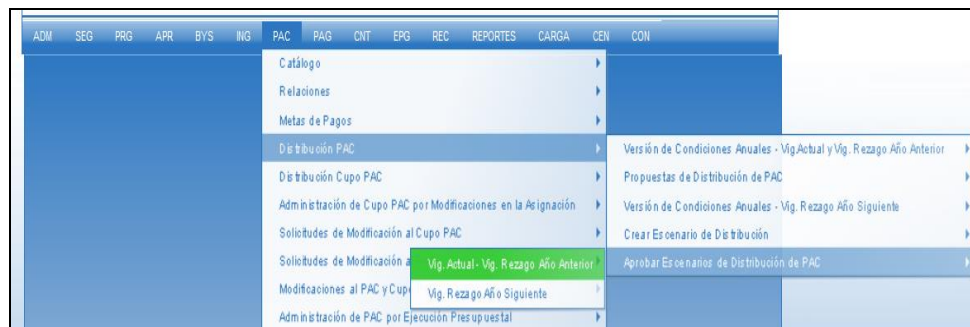 ADM SEG PRG APR BYS ING PAC PAG CNT EPG REC REPORTES CARGA CEN CON
Catálogo
Relaciones
Metas de Pagos
Distribución PAC
Distribución Cupo PAC
Administración de Cupo PAC por Modificaciones en la Asignación
Solicitudes de Modificación al Cupo PAC
Solicitudes de Modificación a
Modificaciones al PAC y Cup
Administración de PAC por Ejecución Presupuestal
Versión de Condiciones Anuales - Vig.Actual y Vig. Rezago Año Anterior
Propuestas de Distribución de PAC
Versión de Condiciones Anuales - Vig. Rezago Año Siguiente
Crear Escenario de Distribución
Aprobar Escenarios de Distribución de PAC
Vig. Actual - Vig. Rezago Año Anterior
Vig. Rezago Año Siguiente